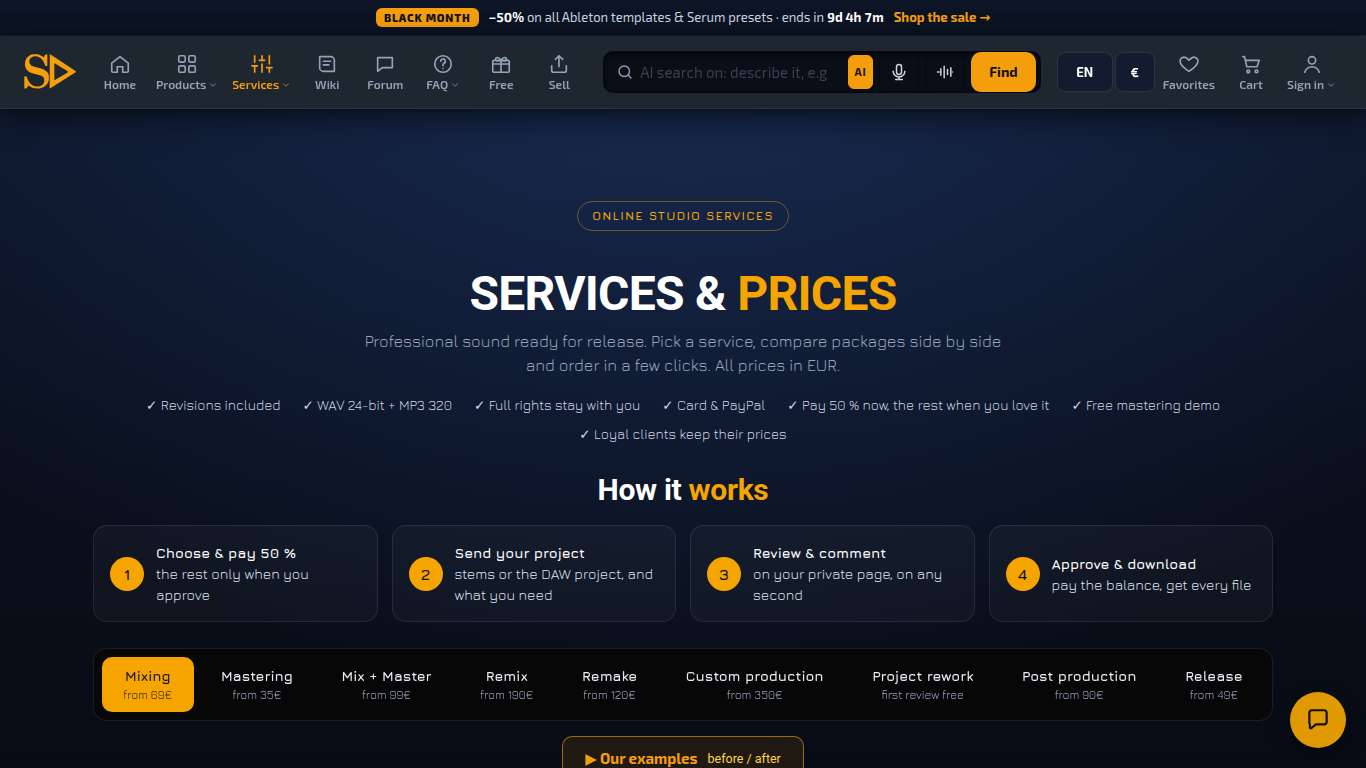 BLACK MONTH −50% on all Ableton templates & Serum presets · ends in 9d 4h 7m Shop the sale →
SD
Home
Products
Services
Wiki
Forum
FAQ
Free
Sell
AI search on: describe it, e.g
AI
Find
EN
€
Favorites
Cart
Sign in
ONLINE STUDIO SERVICES
SERVICES & PRICES
Professional sound ready for release. Pick a service, compare packages side by side
and order in a few clicks. All prices in EUR.
✓ Revisions included ✓ WAV 24-bit + MP3 320 ✓ Full rights stay with you ✓ Card & PayPal ✓ Pay 50 % now, the rest when you love it ✓ Free mastering demo
✓ Loyal clients keep their prices
How it works
1
Choose & pay 50 %
the rest only when you
approve
2
Send your project
stems or the DAW project, and
what you need
3
Review & comment
on your private page, on any
second
4
Approve & download
pay the balance, get every file
Mixing
from 69€
Mastering
from 35€
Mix + Master
from 99€
Remix
from 190€
Remake
from 120€
Custom production
from 350€
Project rework
first review free
Post production
from 90€
Release
from 49€
▶ Our examples before / after